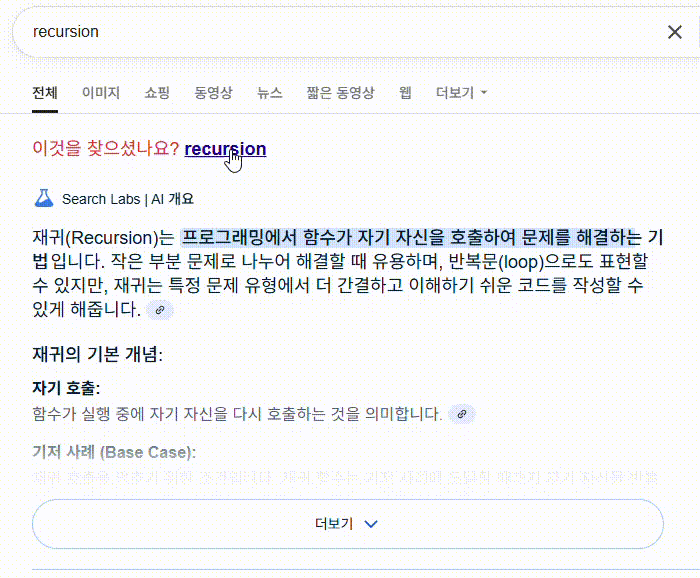 recursion
전체 이미지 쇼핑 동영상 뉴스 짧은 동영상 웹 더보기
이것을 찾으셨나요? recursion
Search Labs | AI 개요
재귀(Recursion)는 프로그래밍에서 함수가 자기 자신을 호출하여 문제를 해결하는 기
법입니다. 작은 부분 문제로 나누어 해결할 때 유용하며, 반복문(loop)으로도 표현할
수 있지만, 재귀는 특정 문제 유형에서 더 간결하고 이해하기 쉬운 코드를 작성할 수
있게 해줍니다.
재귀의 기본 개념:
자기 호출:
함수가 실행 중에 자기 자신을 다시 호출하는 것을 의미합니다.
기저 사례 (Base Case):
더보기